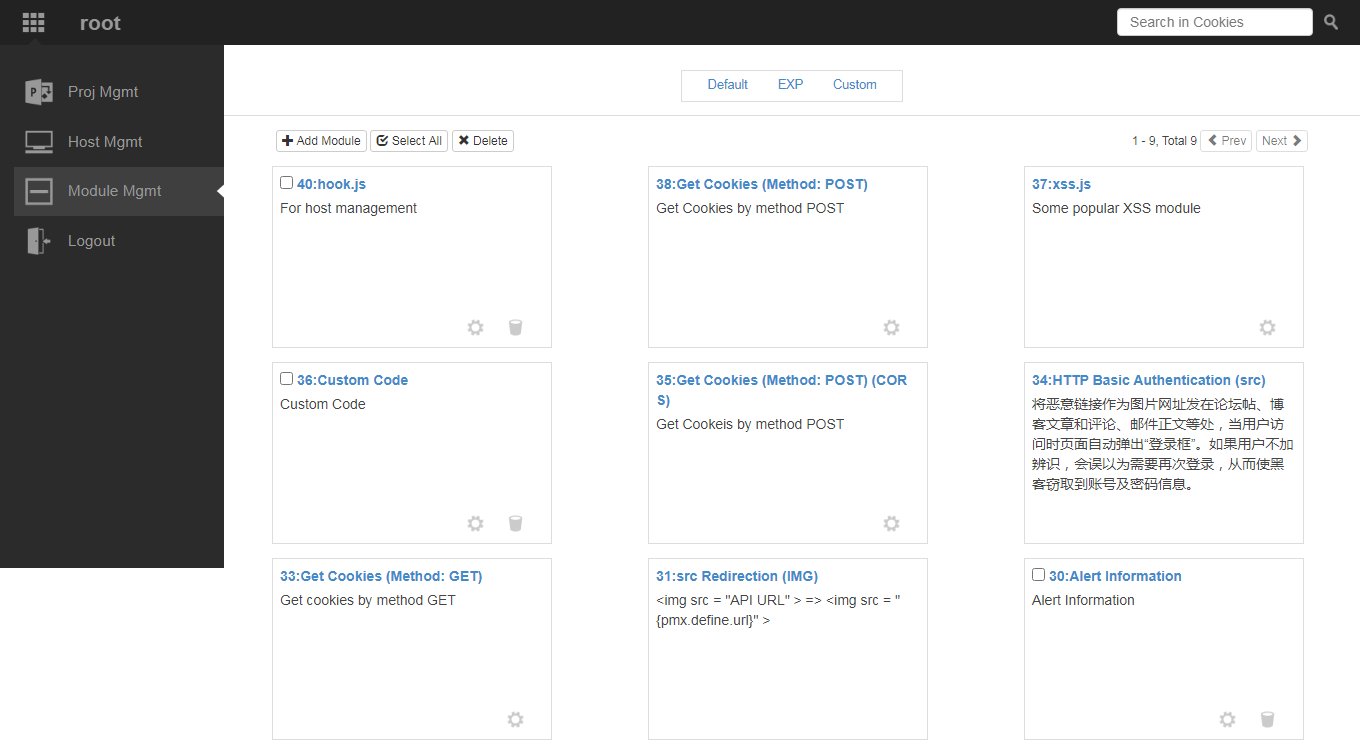 root
Search in Cookies
Proj Mgmt
Host Mgmt
Module Mgmt
Logout
Default EXP Custom
Add Module Select All Delete
1 - 9, Total 9 Prev Next
40:hook.js
For host management
38:Get Cookies (Method: POST)
Get Cookies by method POST
37:xss.js
Some popular XSS module
36:Custom Code
Custom Code
35:Get Cookies (Method: POST) (COR
S)
Get Cookeis by method POST
34:HTTP Basic Authentication (src)
将恶意链接作为图片网址发在论坛帖、博
客文章和评论、邮件正文等处，当用户访
问时页面自动弹出“登录框”。如果用户不加
辨识，会误以为需要再次登录，从而使黑
客窃取到账号及密码信息。
33:Get Cookies (Method: GET)
Get cookies by method GET
31:src Redirection (IMG)
<img src = "API URL" > => <img src = "
{pmx.define.url}" >
30:Alert Information
Alert Information